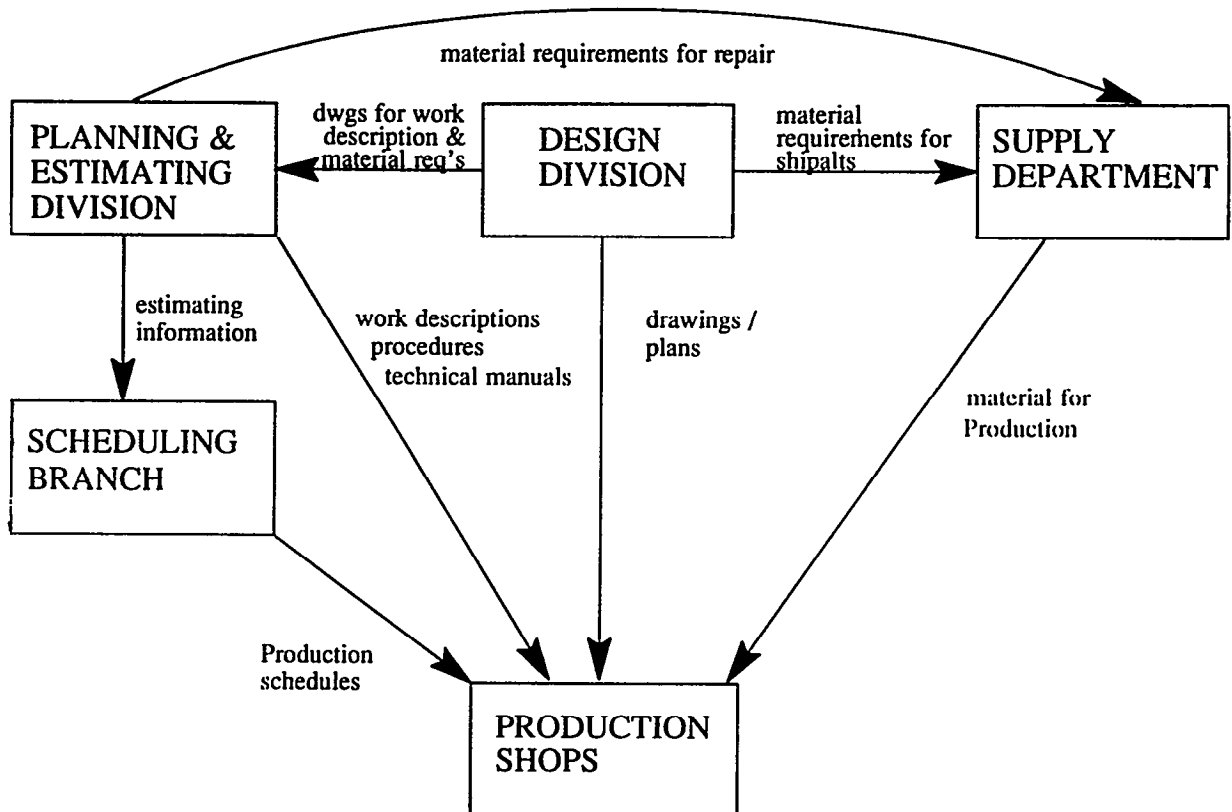 material requirements for repair
PLANNING &
ESTIMATING
DIVISION
dwgs for work
description &
material req's
DESIGN
DIVISION
material
requirements for
shipalts
SUPPLY
DEPARTMENT
estimating
information
work descriptions
procedures
technical manuals
drawings /
plans
material for
Production
SCHEDULING
BRANCH
Production
schedules
PRODUCTION
SHOPS